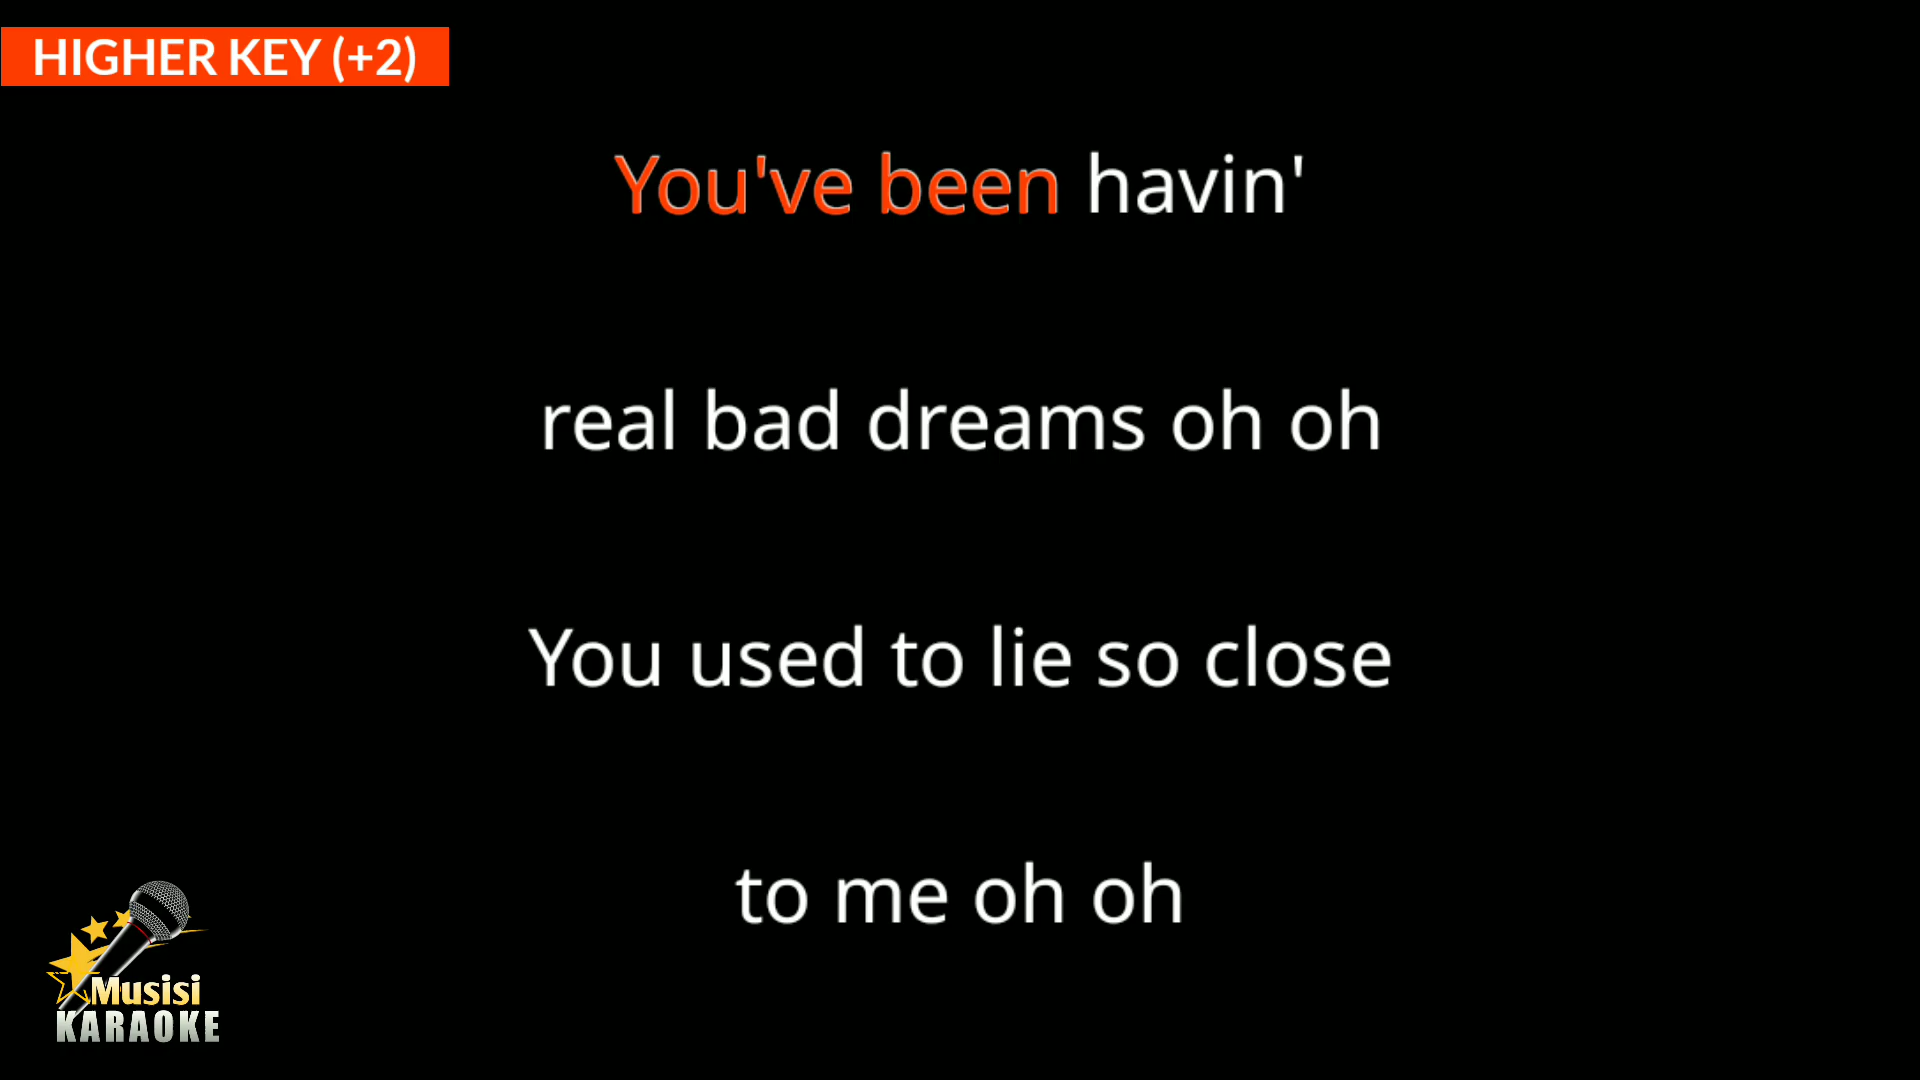 HIGHER KEY (+2)
You've been havin'
real bad dreams oh oh
You used to lie so close
to me oh oh
Musisi
KARAOKE